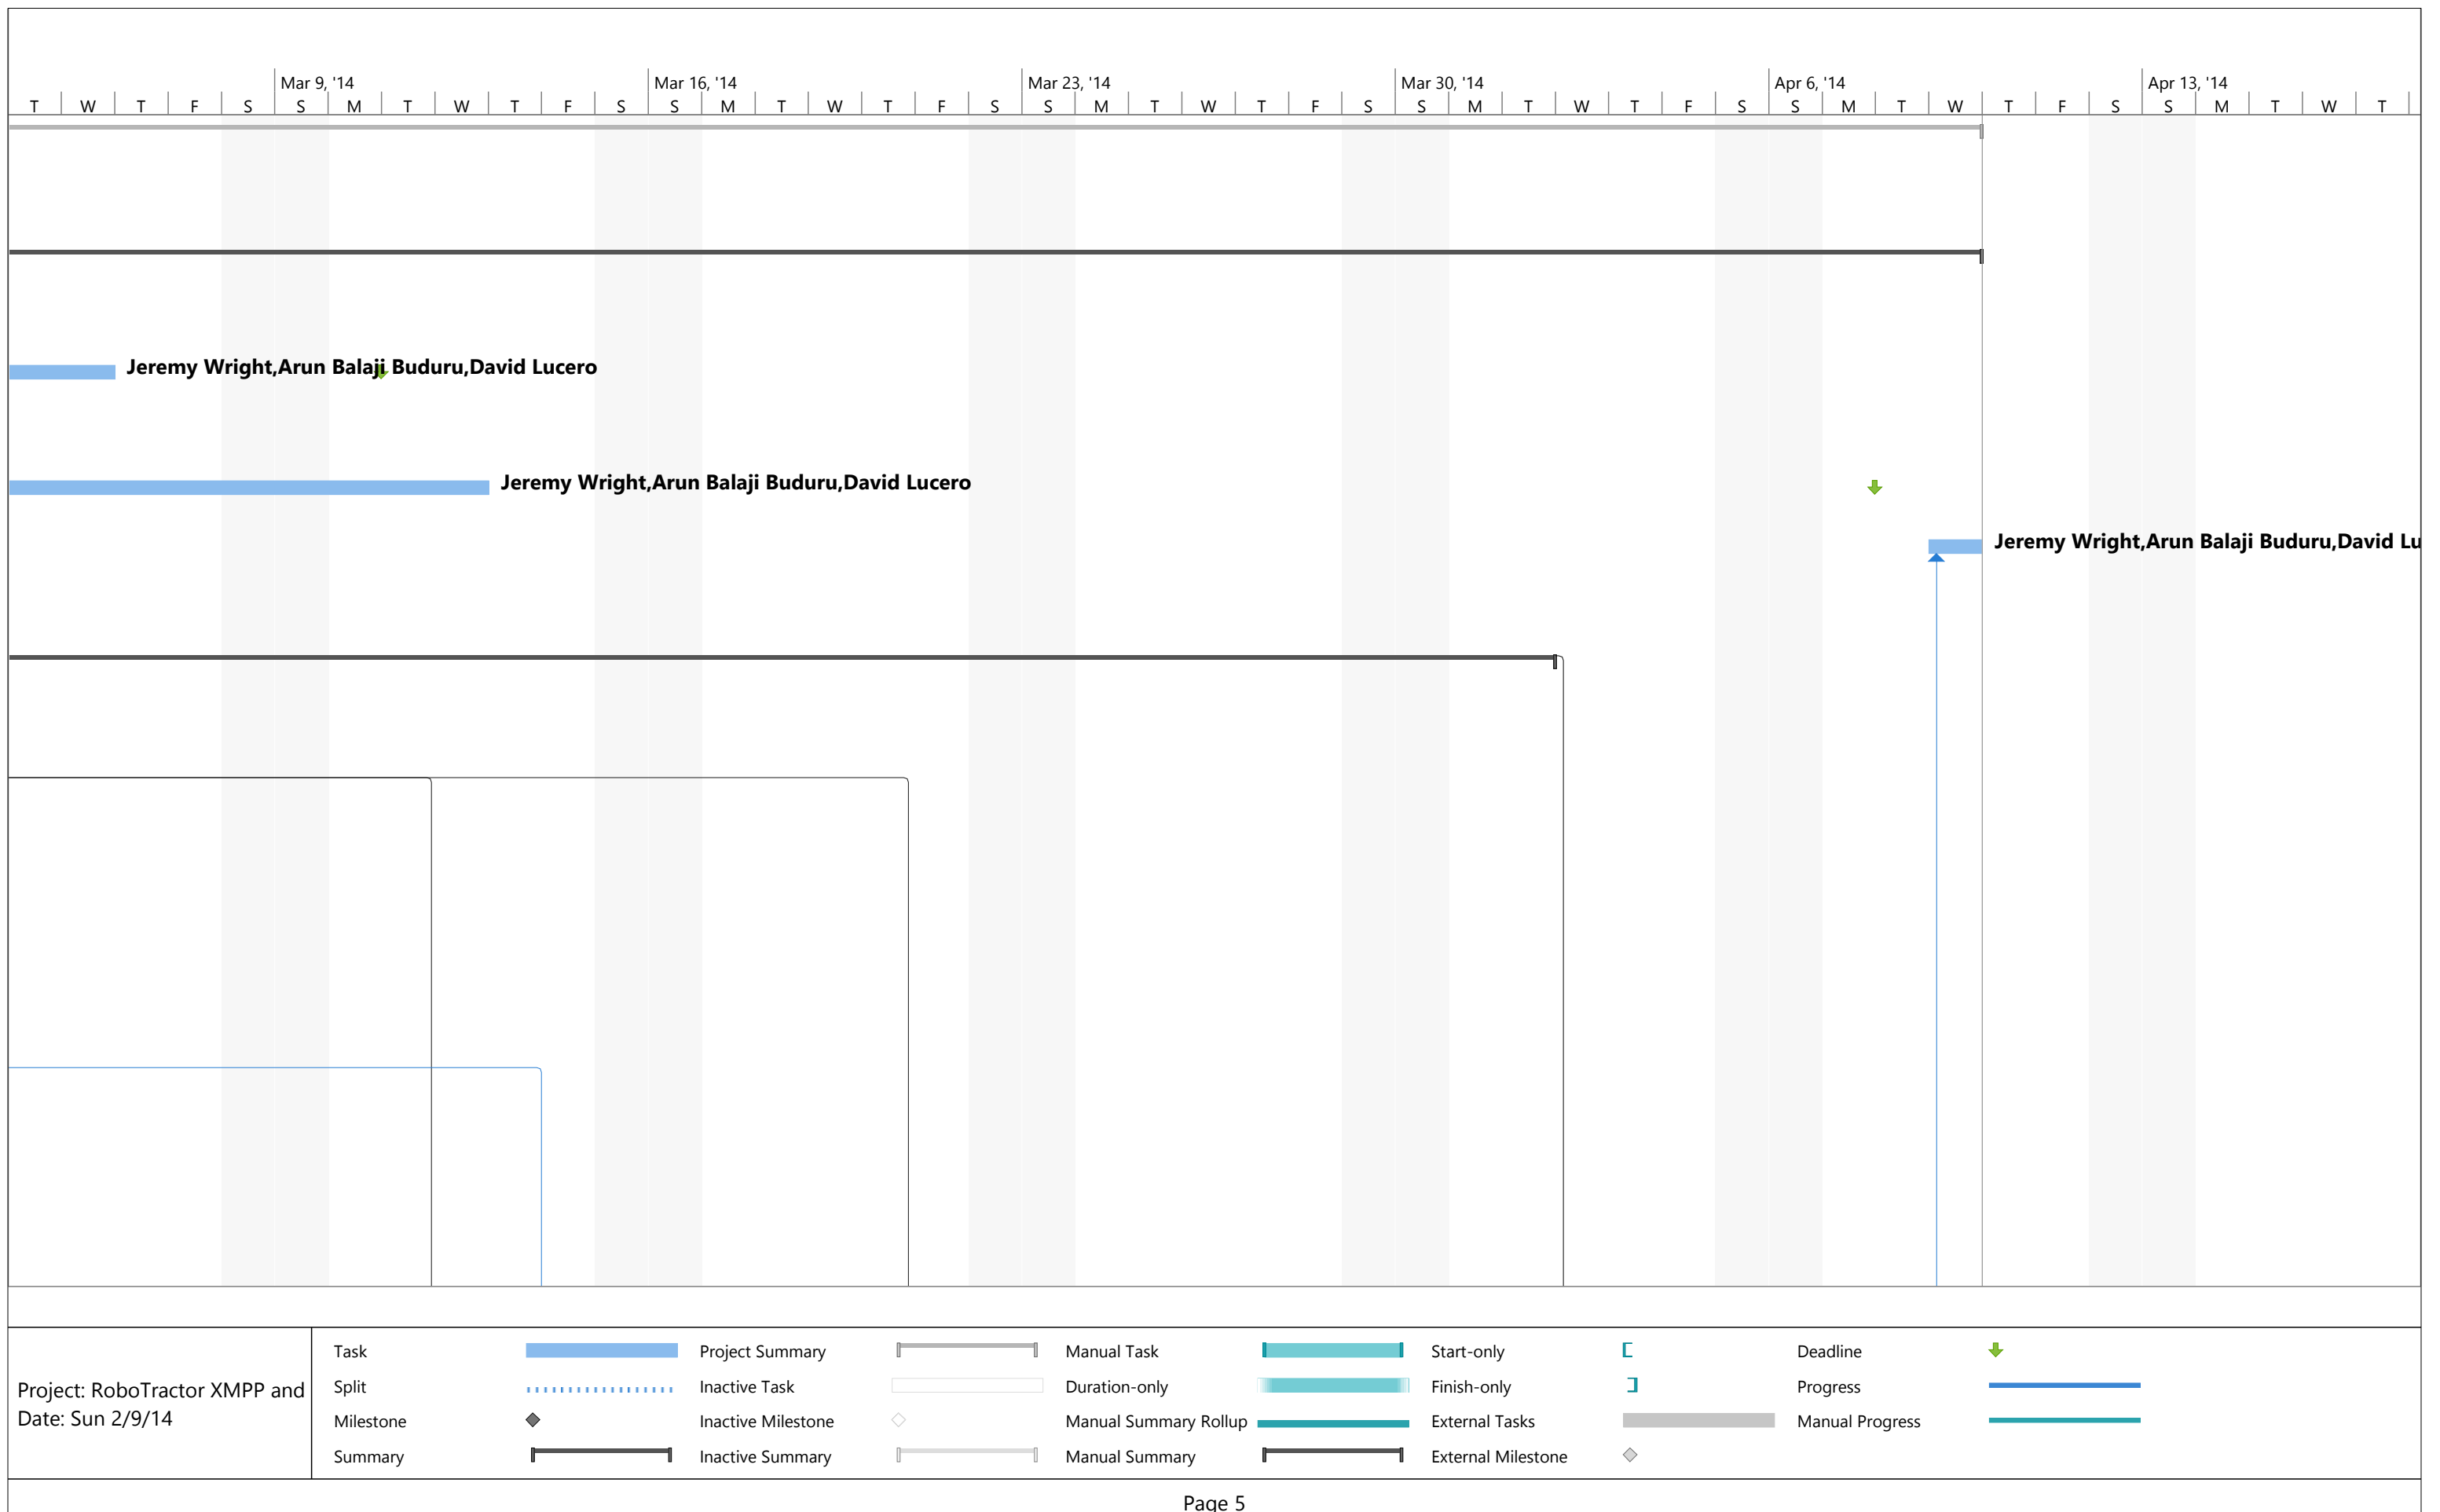 Mar 9, '14 Mar 16, '14 Mar 23, '14 Mar 30, '14 Apr 6, '14 Apr 13, '14
T W T F S S M T W T F S S M T W T F S S M T W T F S S M T W T F S S M T W T F S S M T W T
Jeremy Wright,Arun Balaji Buduru,David Lucero
Jeremy Wright,Arun Balaji Buduru,David Lucero
Jeremy Wright,Arun Balaji Buduru,David Lu
Project: RoboTractor XMPP and
Date: Sun 2/9/14
Task Project Summary Manual Task Start-only Deadline
Split Inactive Task Duration-only Finish-only Progress
Milestone Inactive Milestone Manual Summary Rollup External Tasks Manual Progress
Summary Inactive Summary Manual Summary External Milestone
Page 5